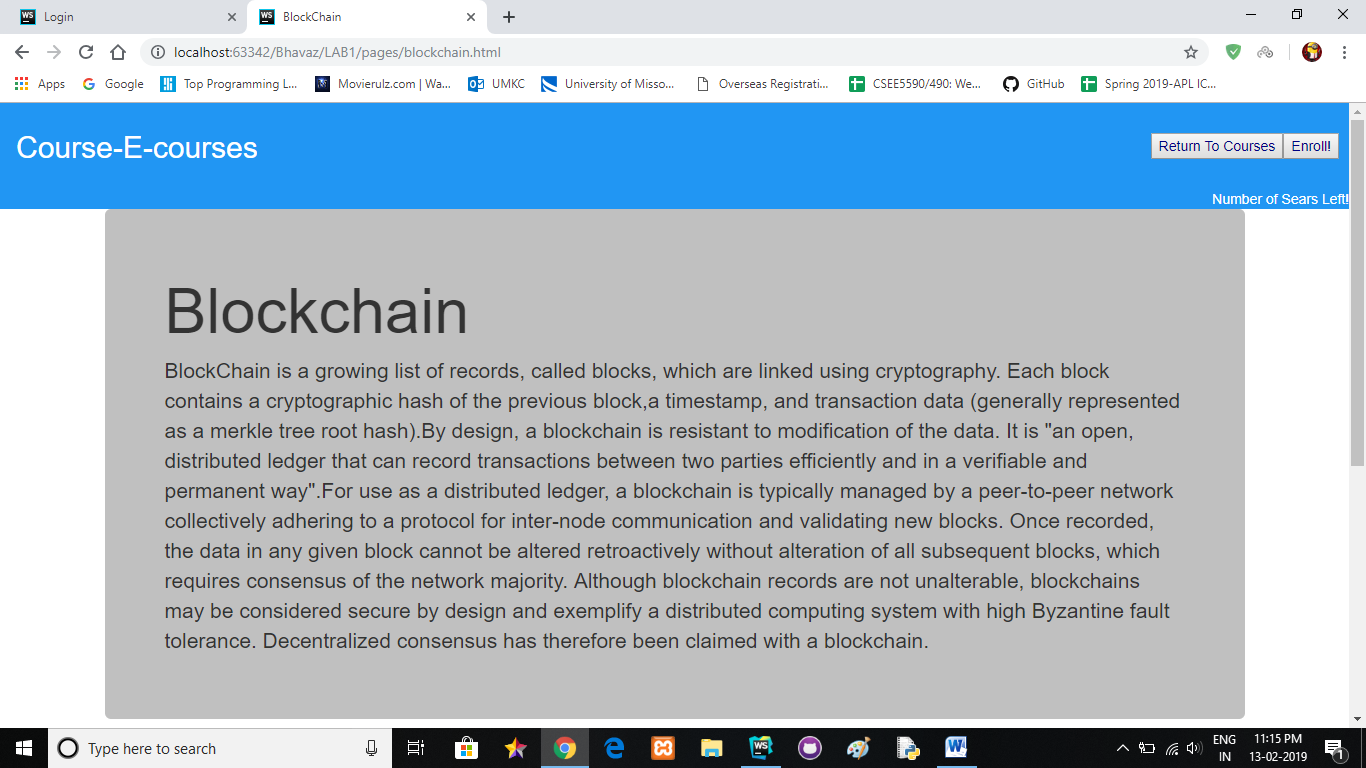 Login
BlockChain
localhost:63342/Bhavaz/LAB1/pages/blockchain.html
Apps
Google
Top Programming L...
Movierulz.com | Wa...
UMKC
University of Misso...
Overseas Registrati...
CSEE5590/490: We...
GitHub
Spring 2019-APL IC...
Course-E-courses
Return To Courses
Enroll!
Number of Sears Left!
Blockchain
BlockChain is a growing list of records, called blocks, which are linked using cryptography. Each block
contains a cryptographic hash of the previous block,a timestamp, and transaction data (generally represented
as a merkle tree root hash).By design, a blockchain is resistant to modification of the data. It is "an open,
distributed ledger that can record transactions between two parties efficiently and in a verifiable and
permanent way".For use as a distributed ledger, a blockchain is typically managed by a peer-to-peer network
collectively adhering to a protocol for inter-node communication and validating new blocks. Once recorded,
the data in any given block cannot be altered retroactively without alteration of all subsequent blocks, which
requires consensus of the network majority. Although blockchain records are not unalterable, blockchains
may be considered secure by design and exemplify a distributed computing system with high Byzantine fault
tolerance. Decentralized consensus has therefore been claimed with a blockchain.
Type here to search
ENG
IN
11:15 PM
13-02-2019
1